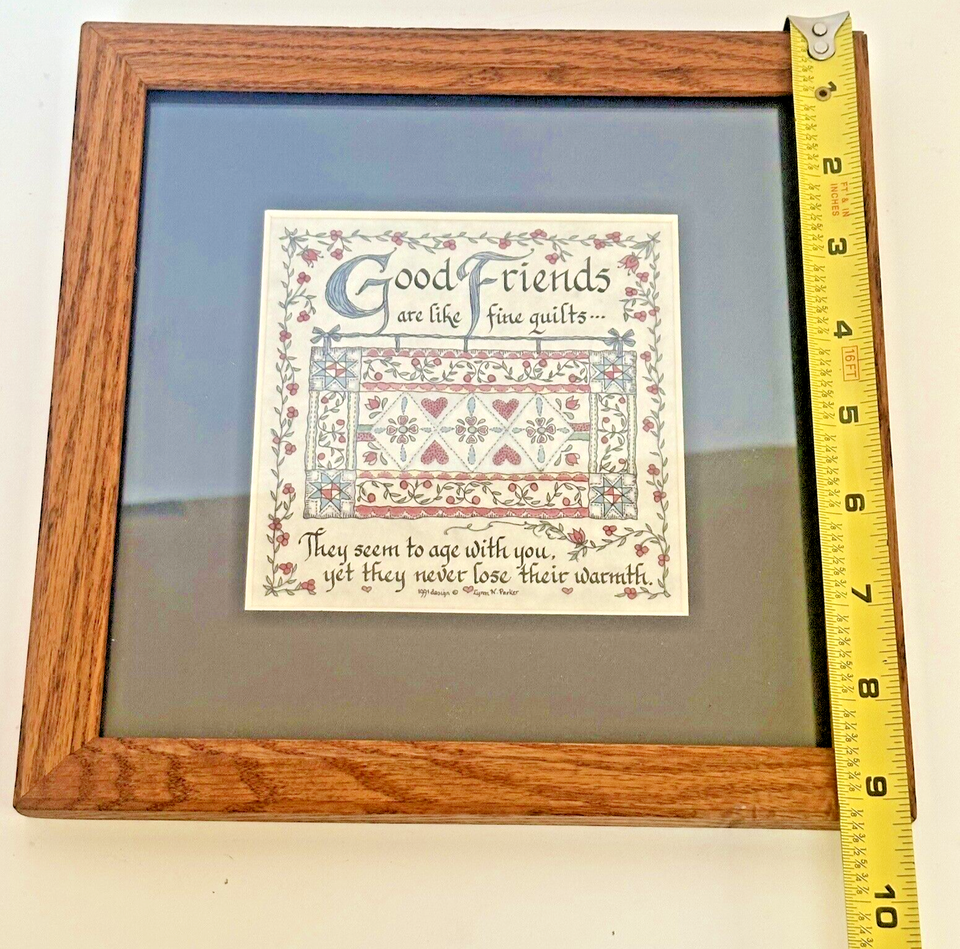 Good Friends
are like fine quilts...
They seem to age with you,
yet they never lose their warmth.
1991 design © Lynn N. Parker
1
2
FT & IN
INCHES
3
4
16FT
5
6
7
8
9
10